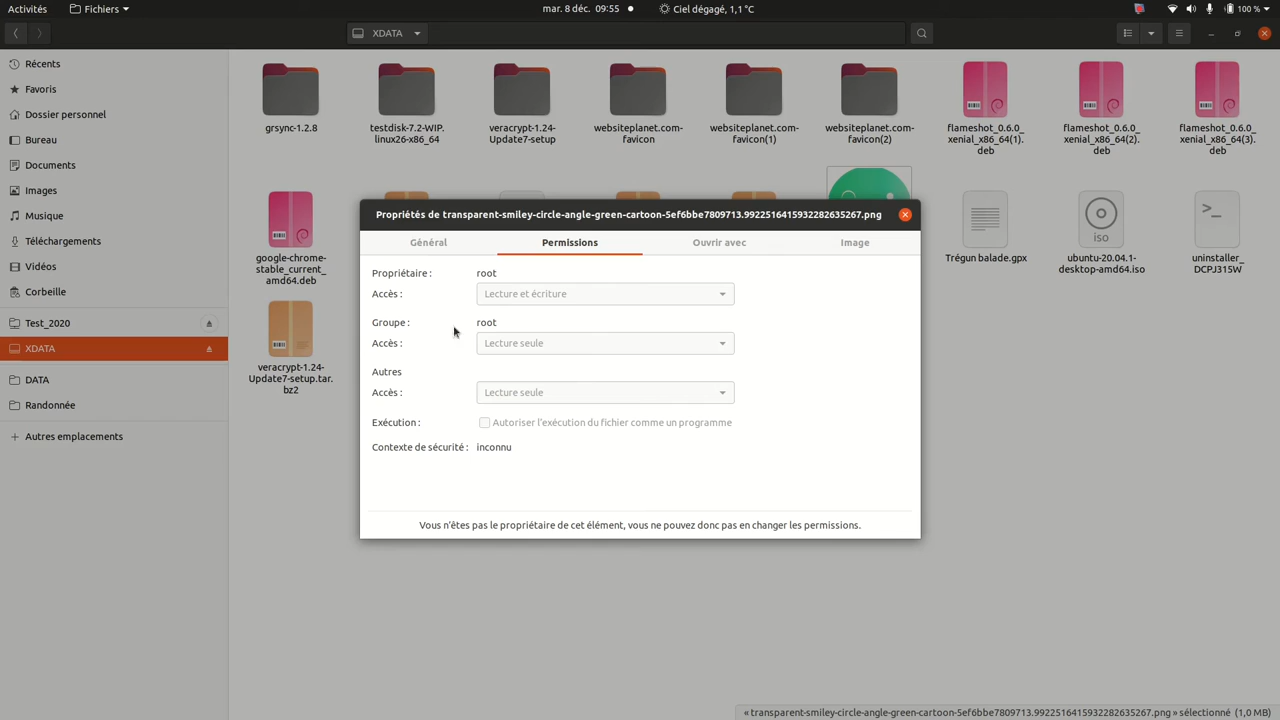 Activités
Fichiers
mar. 8 déc. 09:55
Ciel dégagé, 1,1 °C
100 %
XDATA
Récents
Favoris
Dossier personnel
Bureau
Documents
Images
Musique
Téléchargements
Vidéos
Corbeille
Test_2020
XDATA
DATA
Randonnée
Autres emplacements
grsync-1.2.8
testdisk-7.2-WIP.
linux26-x86_64
veracrypt-1.24-
Update7-setup
websiteplanet.com-
favicon
websiteplanet.com-
favicon(1)
websiteplanet.com-
favicon(2)
flameshot_0.6.0_
xenial_x86_64(1).
deb
flameshot_0.6.0_
xenial_x86_64(2).
deb
flameshot_0.6.0_
xenial_x86_64(3).
deb
google-chrome-
stable_current_
amd64.deb
Trégun balade.gpx
iso
ubuntu-20.04.1-
desktop-amd64.iso
>_
uninstaller_
DCPJ315W
veracrypt-1.24-
Update7-setup.tar.
bz2
Propriétés de transparent-smiley-circle-angle-green-cartoon-5ef6bbe7809713.9922516415932282635267.png
Général
Permissions
Ouvrir avec
Image
Propriétaire : root
Accès : Lecture et écriture
Groupe : root
Accès : Lecture seule
Autres
Accès : Lecture seule
Exécution : Autoriser l'exécution du fichier comme un programme
Contexte de sécurité : inconnu
Vous n'êtes pas le propriétaire de cet élément, vous ne pouvez donc pas en changer les permissions.
« transparent-smiley-circle-angle-green-cartoon-5ef6bbe7809713.9922516415932282635267.png » sélectionné (1,0 MB)